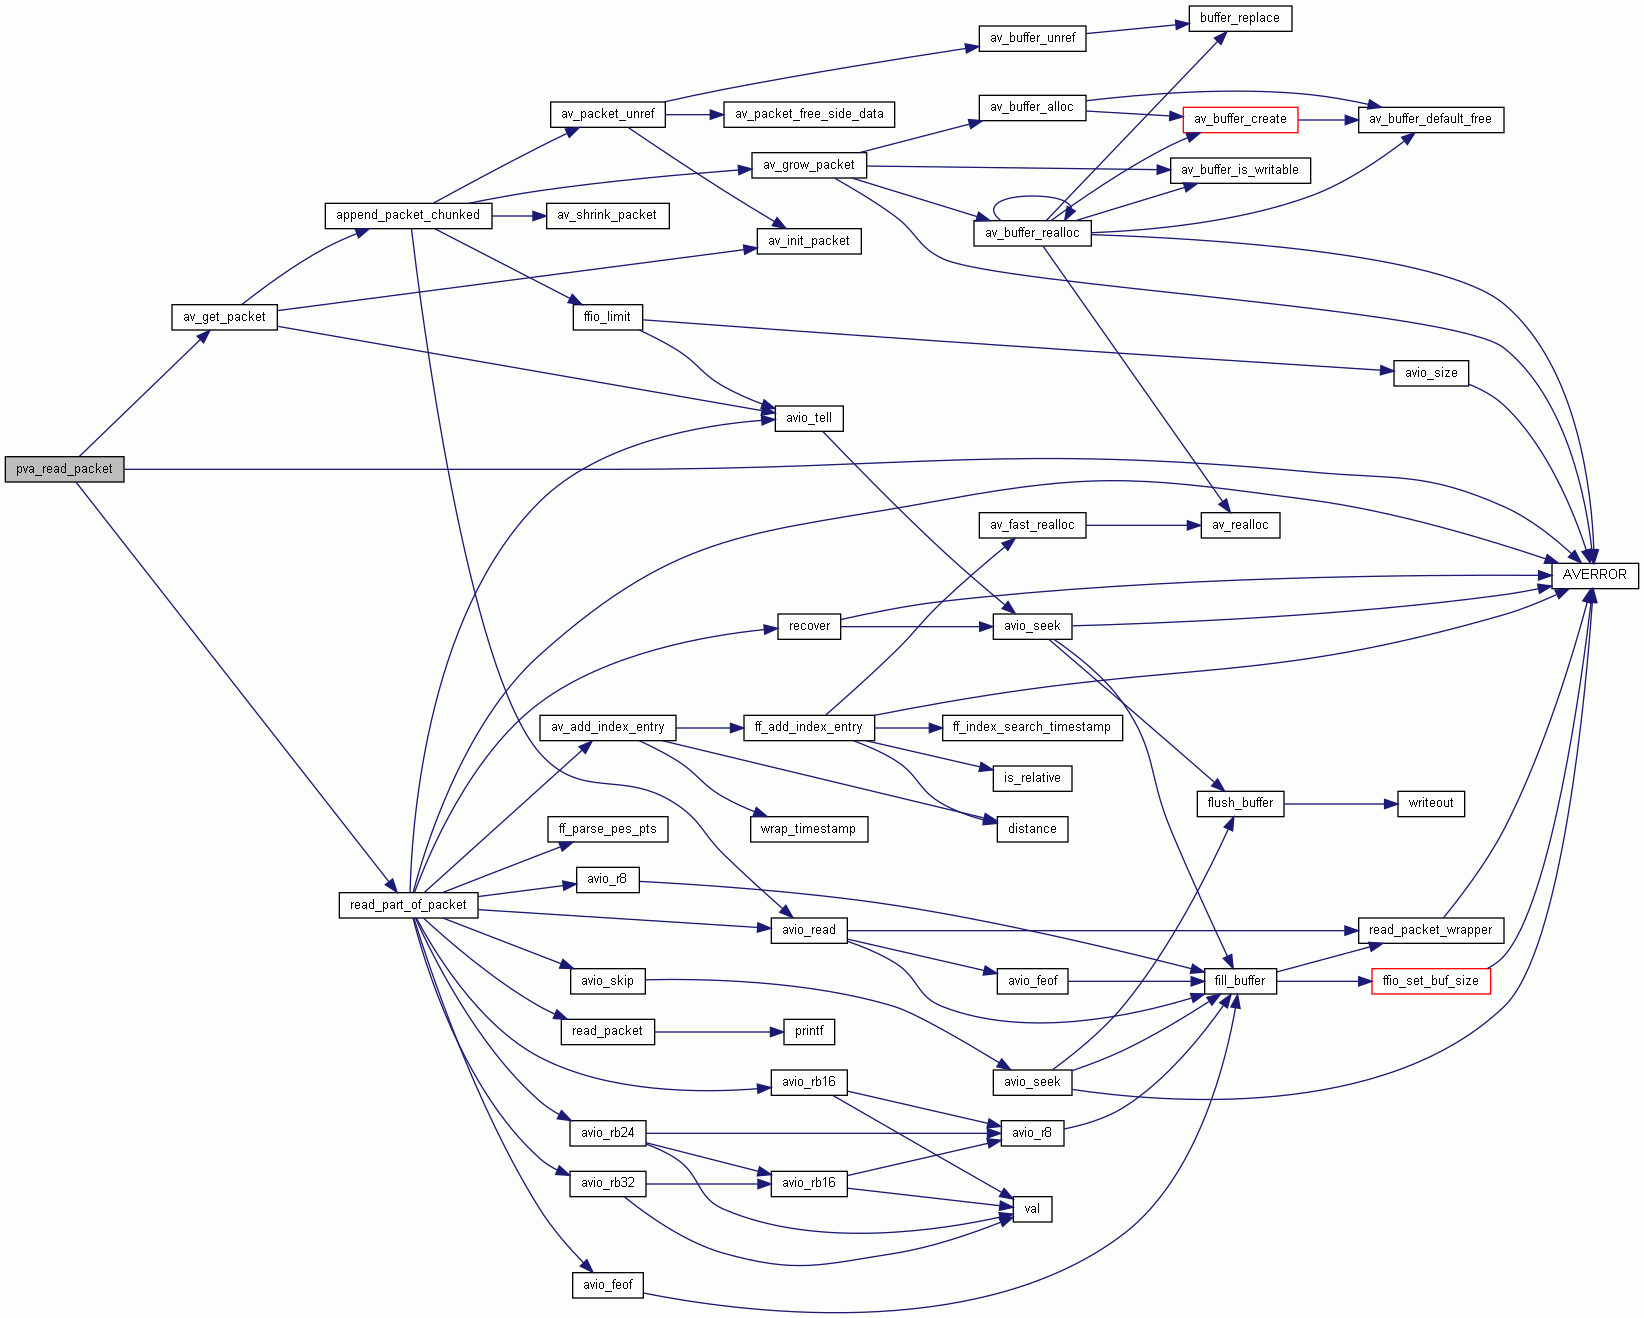 buffer_replace
av_buffer_unref
av_packet_unref
av_packet_free_side_data
av_buffer_alloc
av_buffer_create
av_buffer_default_free
av_grow_packet
av_buffer_is_writable
append_packet_chunked
av_shrink_packet
av_init_packet
av_buffer_realloc
av_get_packet
ffio_limit
avio_size
avio_tell
pva_read_packet
av_fast_realloc
av_realloc
AVERROR
recover
avio_seek
av_add_index_entry
ff_add_index_entry
ff_index_search_timestamp
is_relative
flush_buffer
writeout
ff_parse_pes_pts
wrap_timestamp
distance
avio_r8
read_part_of_packet
avio_read
read_packet_wrapper
avio_skip
avio_feof
fill_buffer
ffio_set_buf_size
read_packet
printf
avio_rb16
avio_seek
avio_rb24
avio_r8
avio_rb32
avio_rb16
val
avio_feof